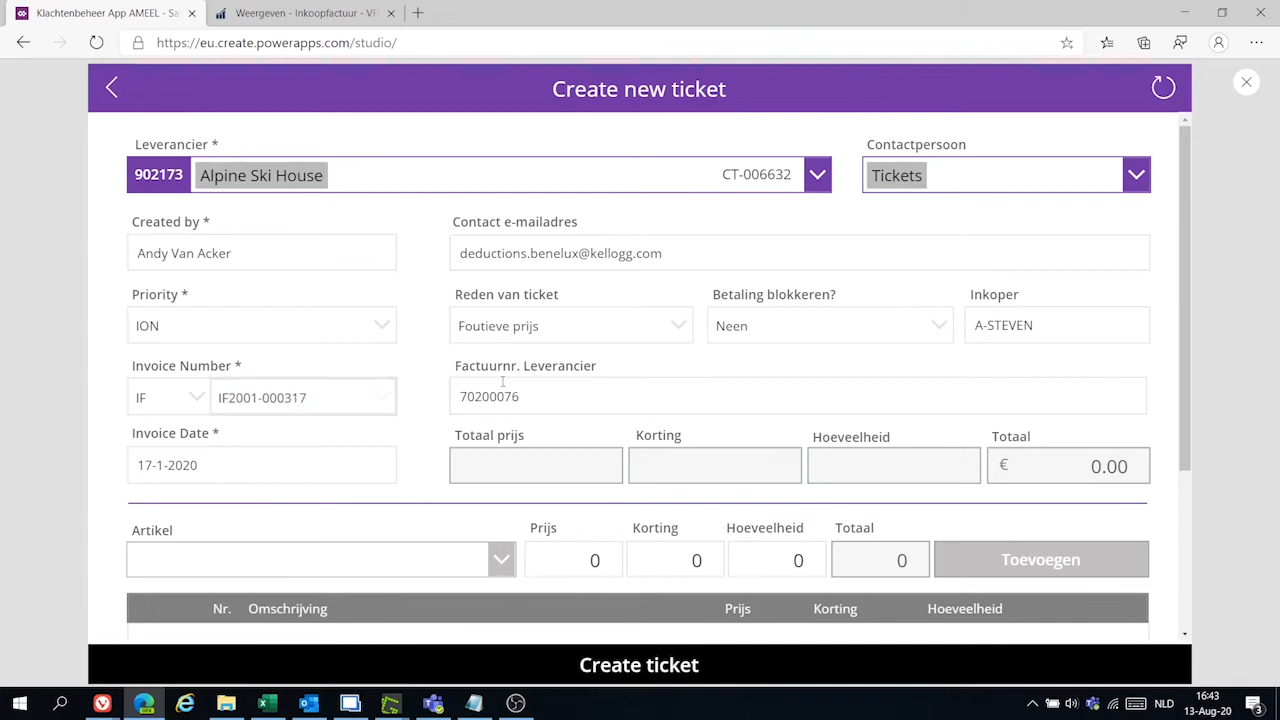 Klachtenbeheer App AMEEL - Sav
Weergeven - Inkoopfactuur - VF
https://eu.create.powerapps.com/studio/
Create new ticket
Leverancier *
Contactpersoon
902173 Alpine Ski House CT-006632
Tickets
Created by *
Contact e-mailadres
Andy Van Acker
deductions.benelux@kellogg.com
Priority *
Reden van ticket
Betaling blokkeren?
Inkoper
ION
Foutieve prijs
Neen
A-STEVEN
Invoice Number *
Factuurnr. Leverancier
IF
IF2001-000317
70200076
Invoice Date *
Totaal prijs
Korting
Hoeveelheid
Totaal
17-1-2020
€ 0.00
Artikel
Prijs
Korting
Hoeveelheid
Totaal
0
0
0
0
Toevoegen
Nr. Omschrijving Prijs Korting Hoeveelheid
Create ticket
DEV
NLD
16:43
13-Aug-20
3